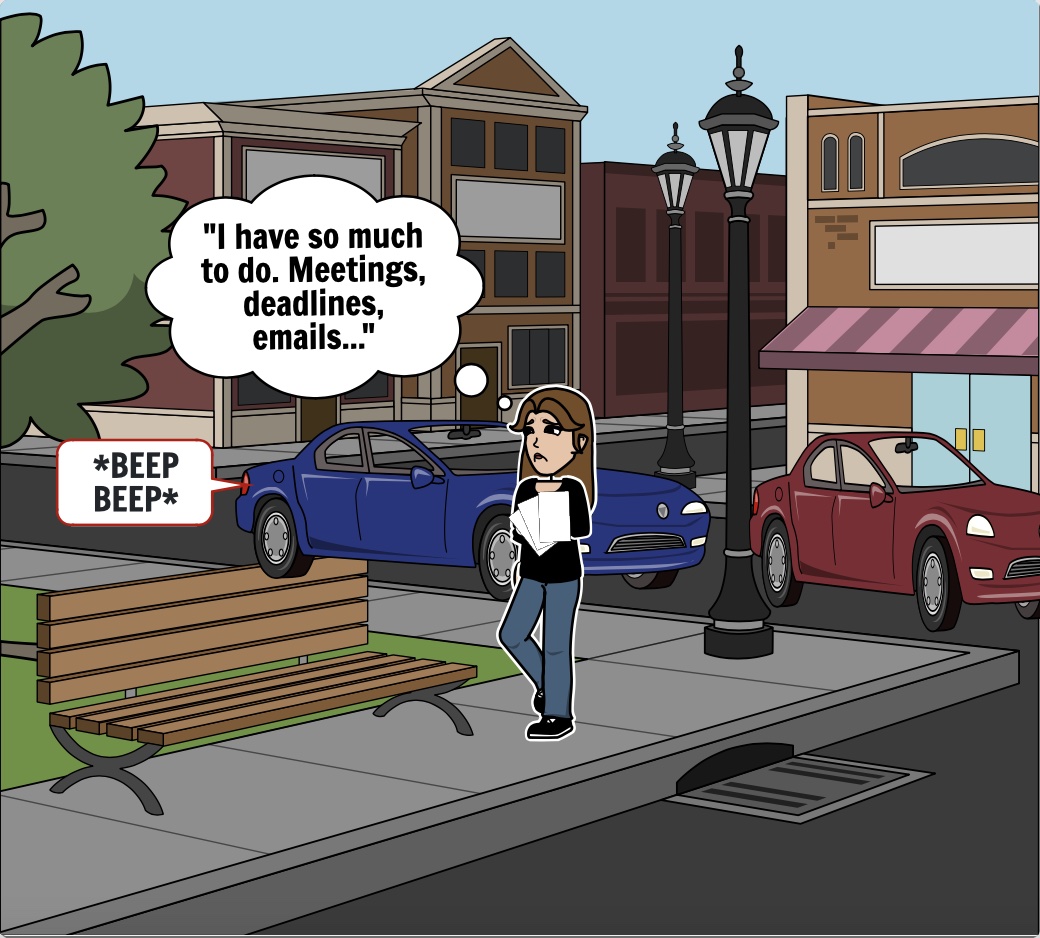 "I have so much
to do. Meetings,
deadlines,
emails..."
*BEEP
BEEP*